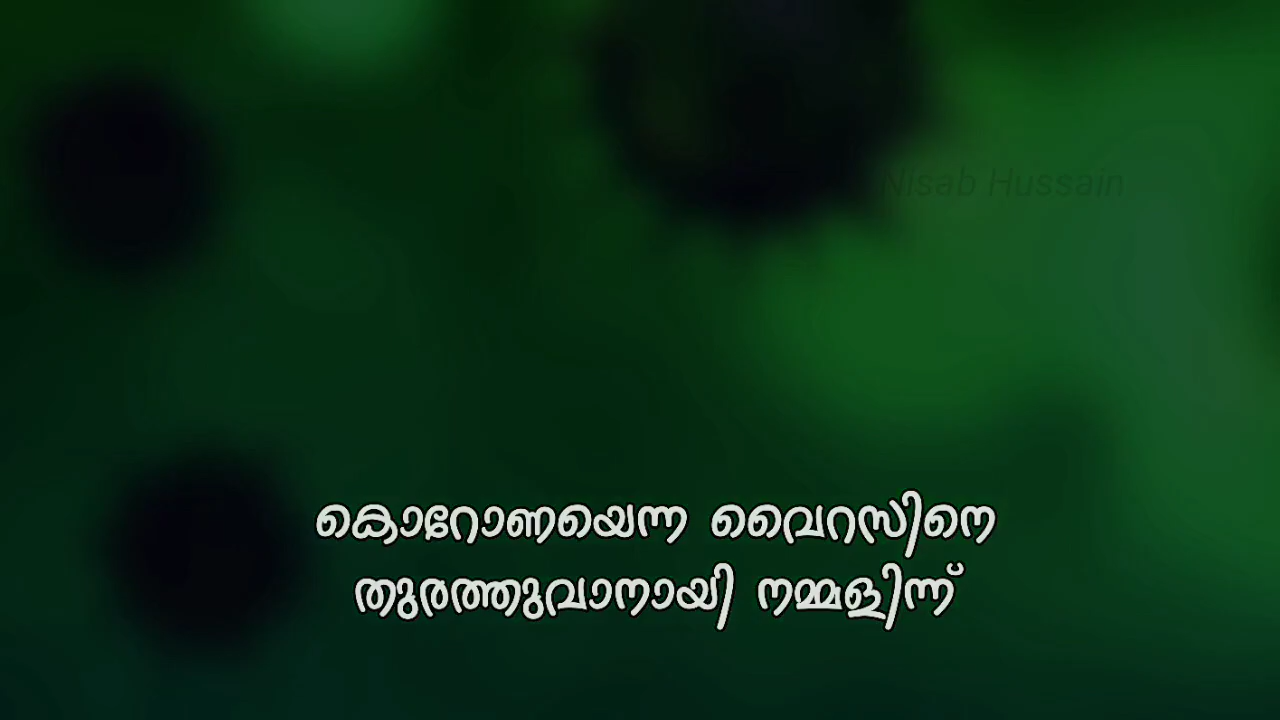 Nisab Hussain
കൊറോണയെന്ന വൈറസിനെ
തുരത്തുവാനായി നമ്മളിന്ന്